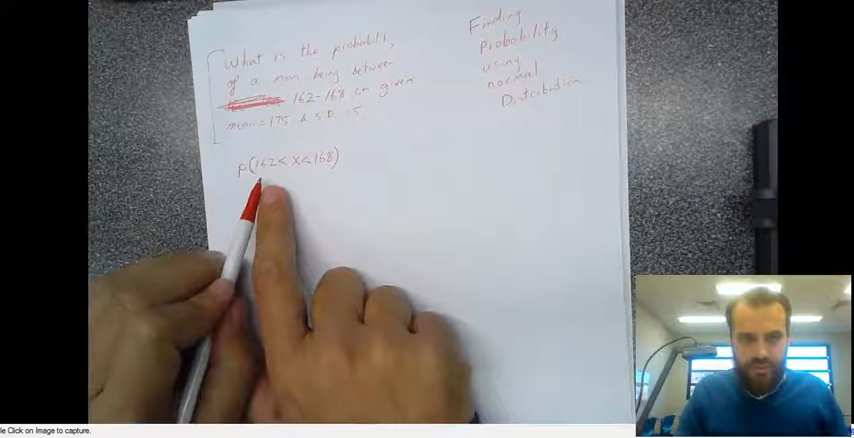 What is the probability
of a man being between
162-168 cm given
mean = 175 & S.D = 5
P(162 < x < 168)
Finding
Probability
using
normal
Distribution
le Click on Image to capture.